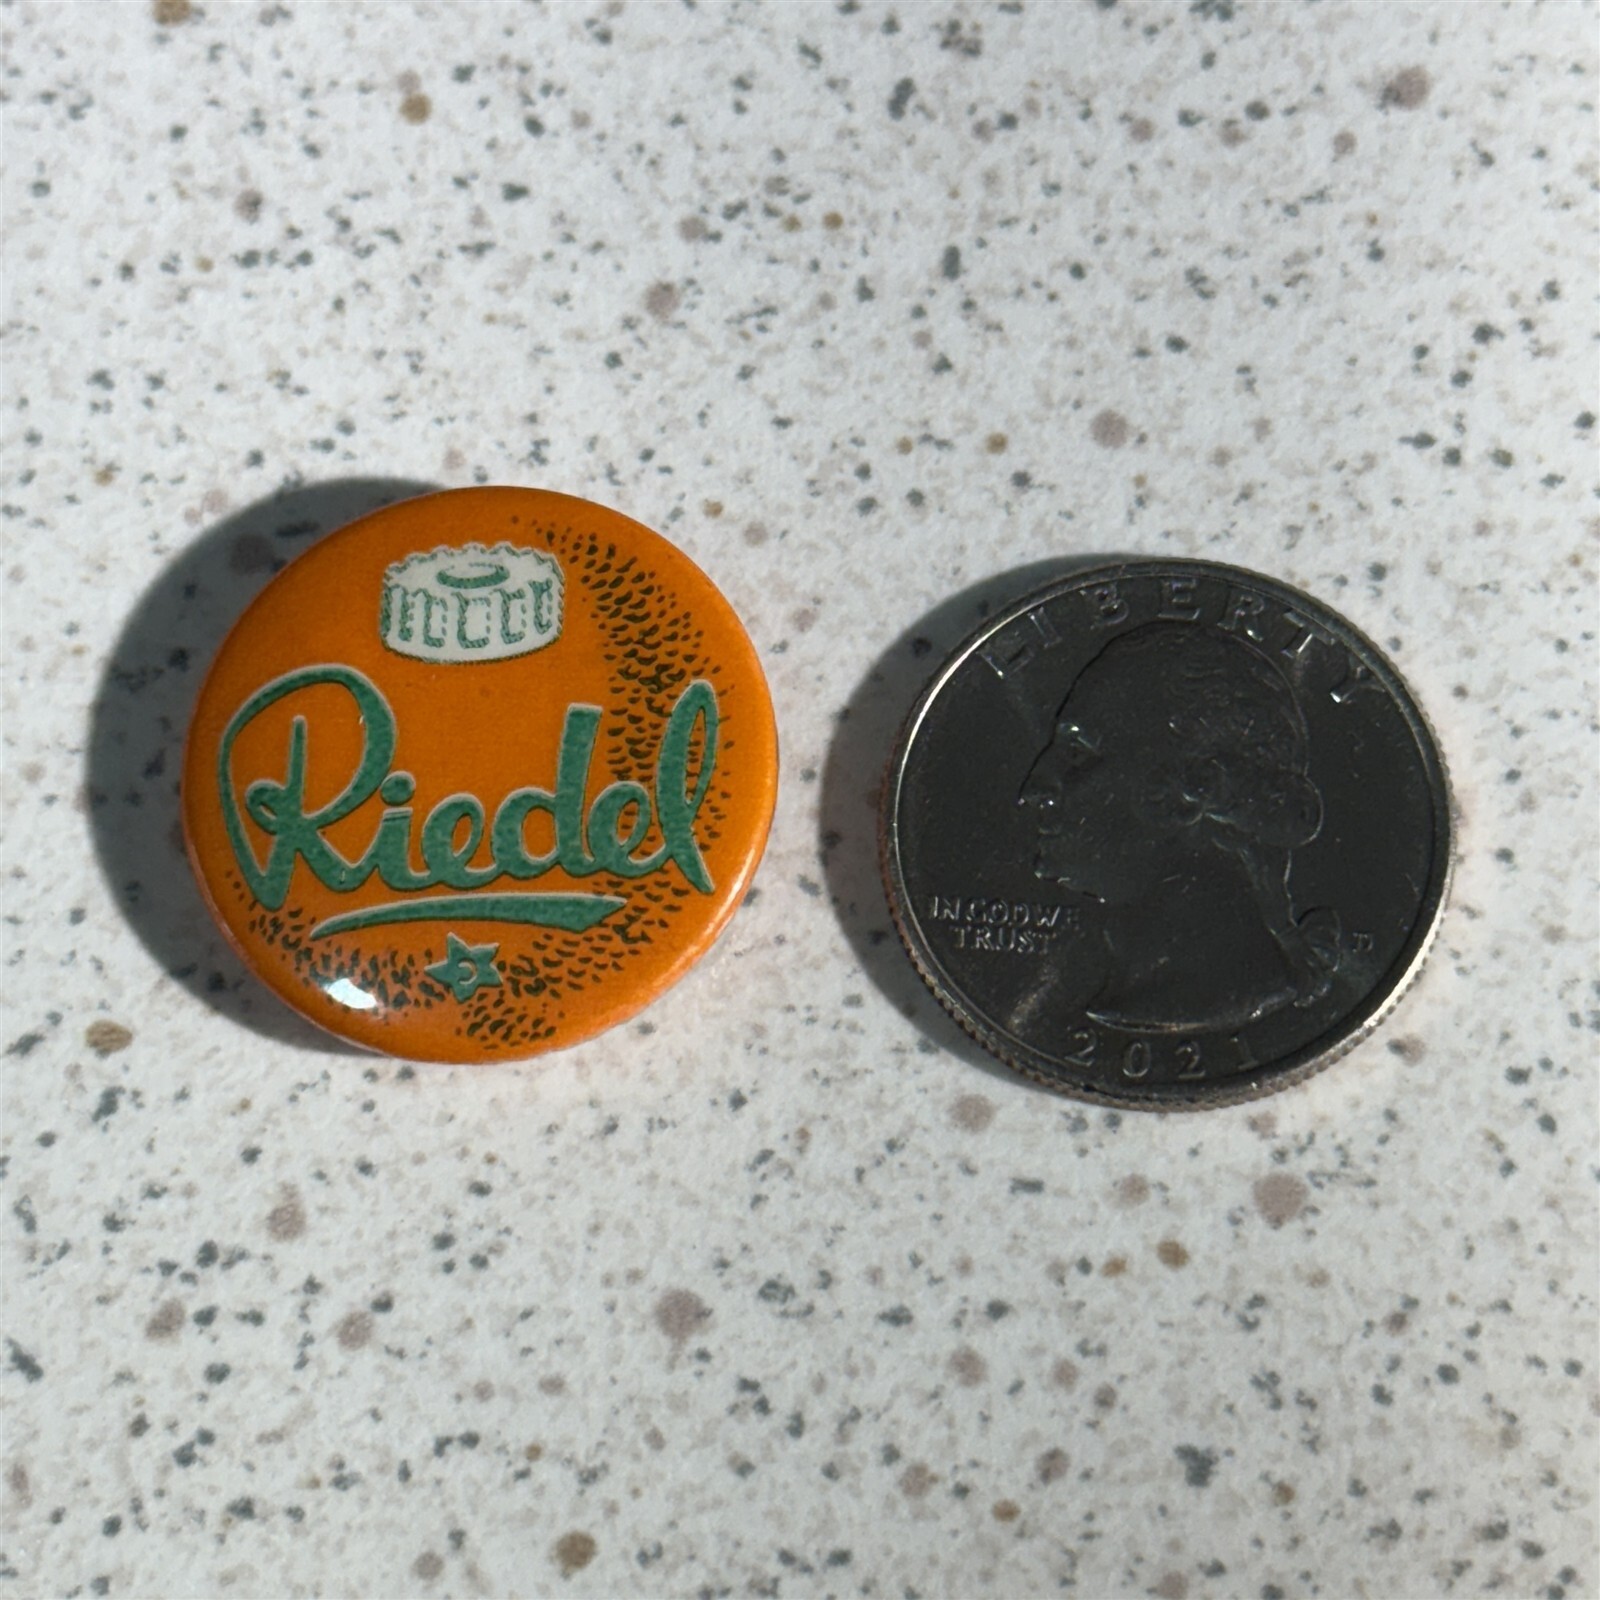 Riedel
LIBERTY
IN GOD WE
TRUST
D
2021